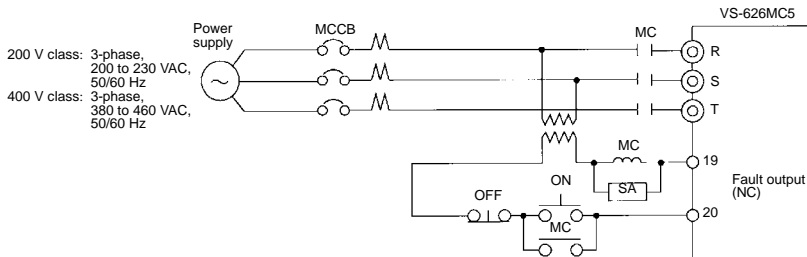 VS-626MC5
Power
supply
MCCB
MC
R
200 V class: 3-phase,
200 to 230 VAC,
50/60 Hz
~
S
400 V class: 3-phase,
380 to 460 VAC,
50/60 Hz
T
MC
19
SA
Fault output
(NC)
ON
OFF
20
MC